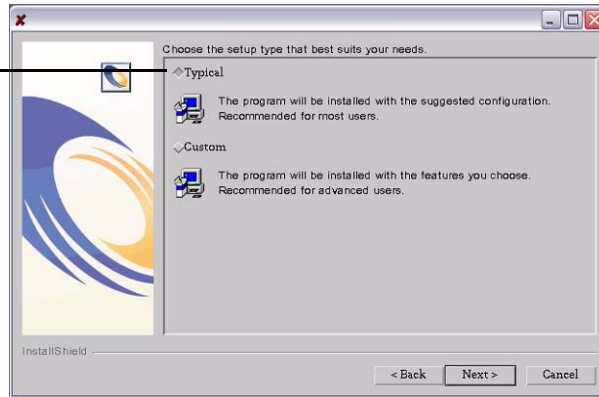 Choose the setup type that best suits your needs.
Typical
The program will be installed with the suggested configuration.
Recommended for most users.
Custom
The program will be installed with the features you choose.
Recommended for advanced users.
InstallShield
< Back Next > Cancel